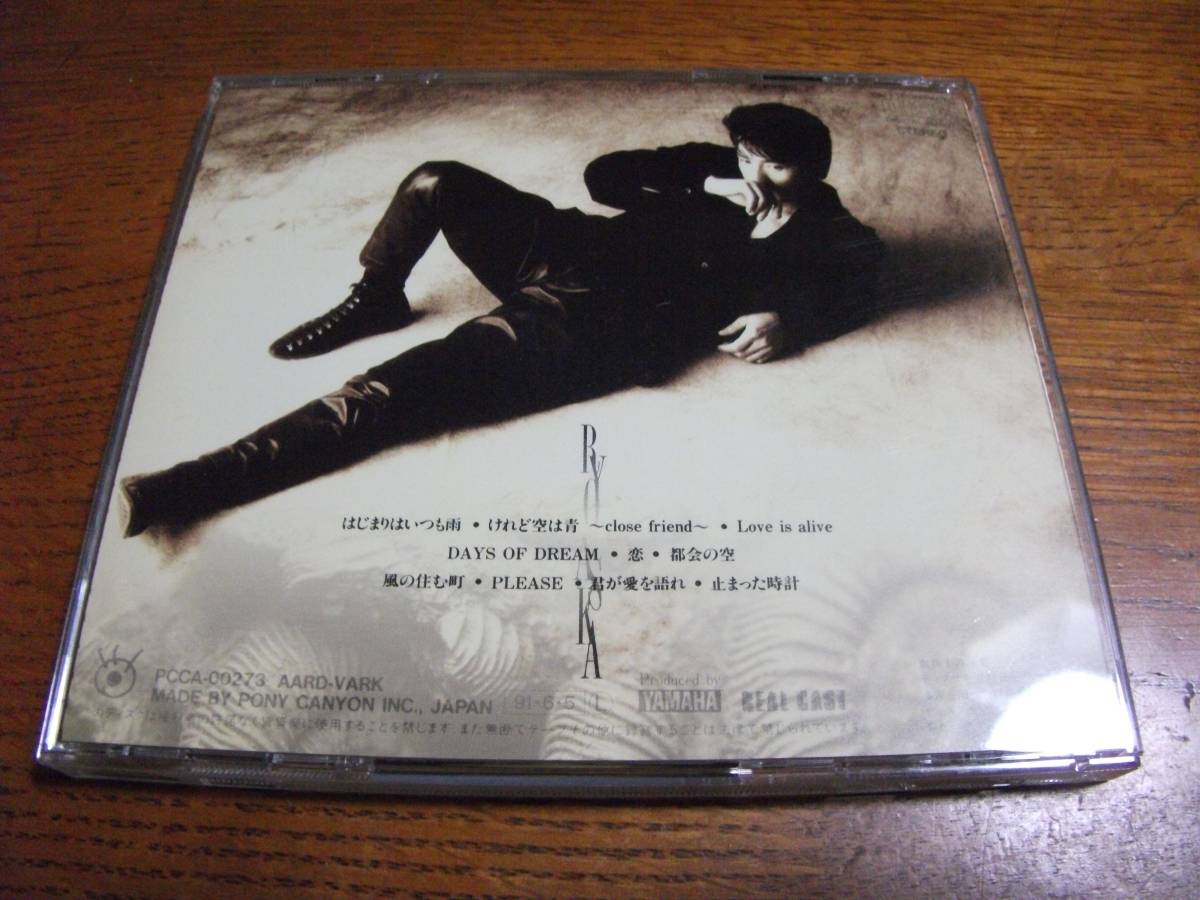 STEREO
Ryo ASKA
はじまりはいつも雨・けれど空は青 〜close friend〜・Love is alive
DAYS OF DREAM・恋・都会の空
風の住む町・PLEASE・君が愛を語れ・止まった時計
PCCA-00273 AARD-VARK
MADE BY PONY CANYON INC., JAPAN
'91・6・5 (L)
Produced by
YAMAHA REAL CAST